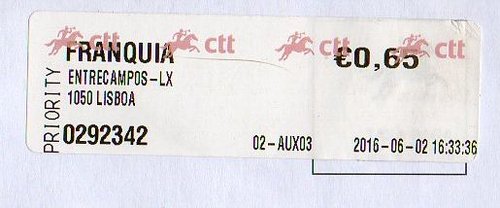 ctt ctt ctt ctt
FRANQUIA €0,65
ENTRECAMPOS-LX
1050 LISBOA
PRIORITY
0292342
02-AUX03 2016-06-02 16:33:36